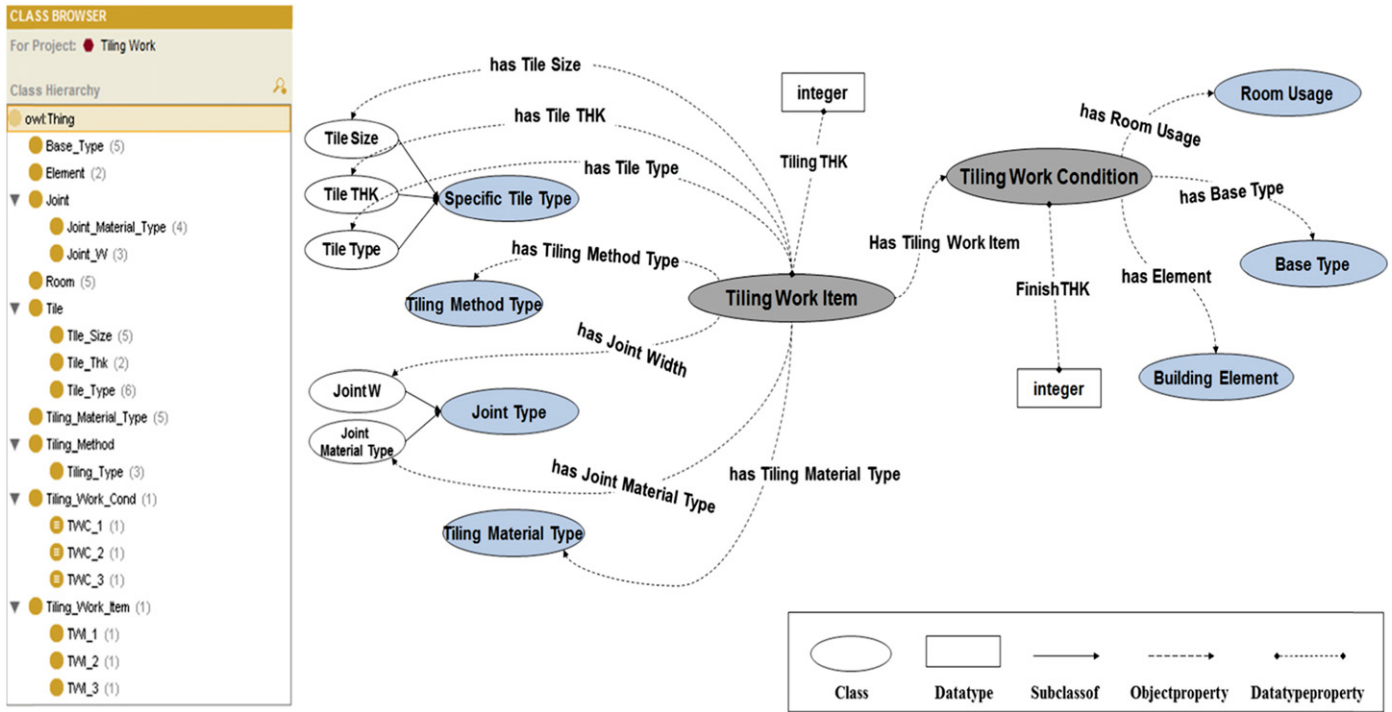 CLASS BROWSER
For Project: Tiling Work
Class Hierarchy
owl:Thing
Base_Type (5)
Element (2)
Joint
Joint_Material_Type (4)
Joint_W (3)
Room (5)
Tile
Tile_Size (5)
Tile_Thk (2)
Tile_Type (6)
Tiling_Material_Type (5)
Tiling_Method
Tiling_Type (3)
Tiling_Work_Cond (1)
TWC_1 (1)
TWC_2 (1)
TWC_3 (1)
Tiling_Work_Item (1)
TWI_1 (1)
TWI_2 (1)
TWI_3 (1)
has Tile Size
has Tile THK
has Tile Type
Tile Size
Tile THK
Tile Type
Specific Tile Type
has Tiling Method Type
Tiling Method Type
has Joint Width
Joint W
Joint
Material Type
Joint Type
has Joint Material Type
has Tiling Material Type
Tiling Material Type
integer
Tiling THK
Tiling Work Item
Has Tiling Work Item
Tiling Work Condition
has Room Usage
Room Usage
has Base Type
Base Type
has Element
Building Element
FinishTHK
integer
Class
Datatype
Subclassof
Objectproperty
Datatypeproperty